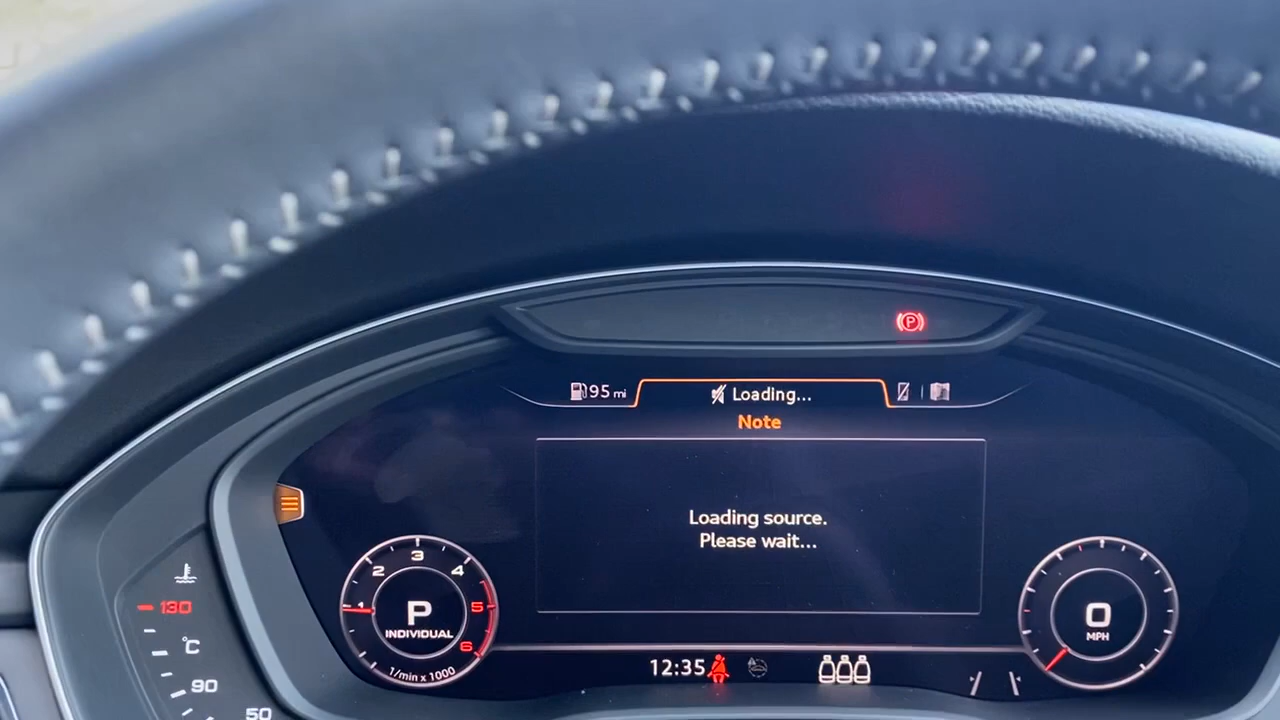 P
95 mi
Loading...
Note
Loading source.
Please wait...
130
°C
90
50
1
2
3
4
5
6
P
INDIVIDUAL
1/min x 1000
0
MPH
12:35